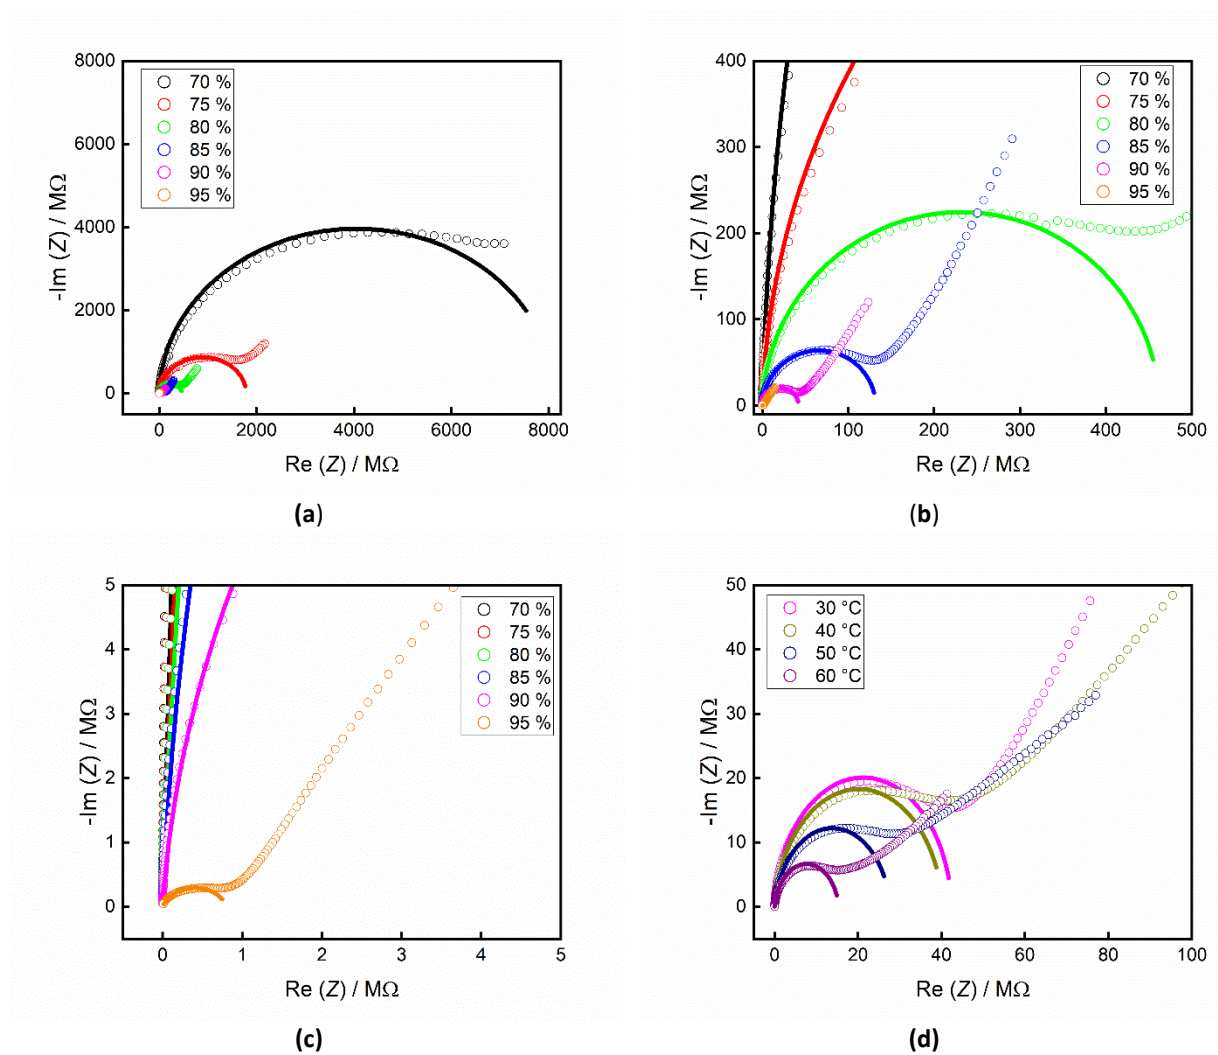 8000
6000
4000
2000
0
-Im (Z) / MΩ
70 %
75 %
80 %
85 %
90 %
95 %
0 2000 4000 6000 8000
Re (Z) / MΩ
(a)
400
300
200
100
0
-Im (Z) / MΩ
70 %
75 %
80 %
85 %
90 %
95 %
0 100 200 300 400 500
Re (Z) / MΩ
(b)
5
4
3
2
1
0
-Im (Z) / MΩ
70 %
75 %
80 %
85 %
90 %
95 %
0 1 2 3 4 5
Re (Z) / MΩ
(c)
50
40
30
20
10
0
-Im (Z) / MΩ
30 °C
40 °C
50 °C
60 °C
0 20 40 60 80 100
Re (Z) / MΩ
(d)